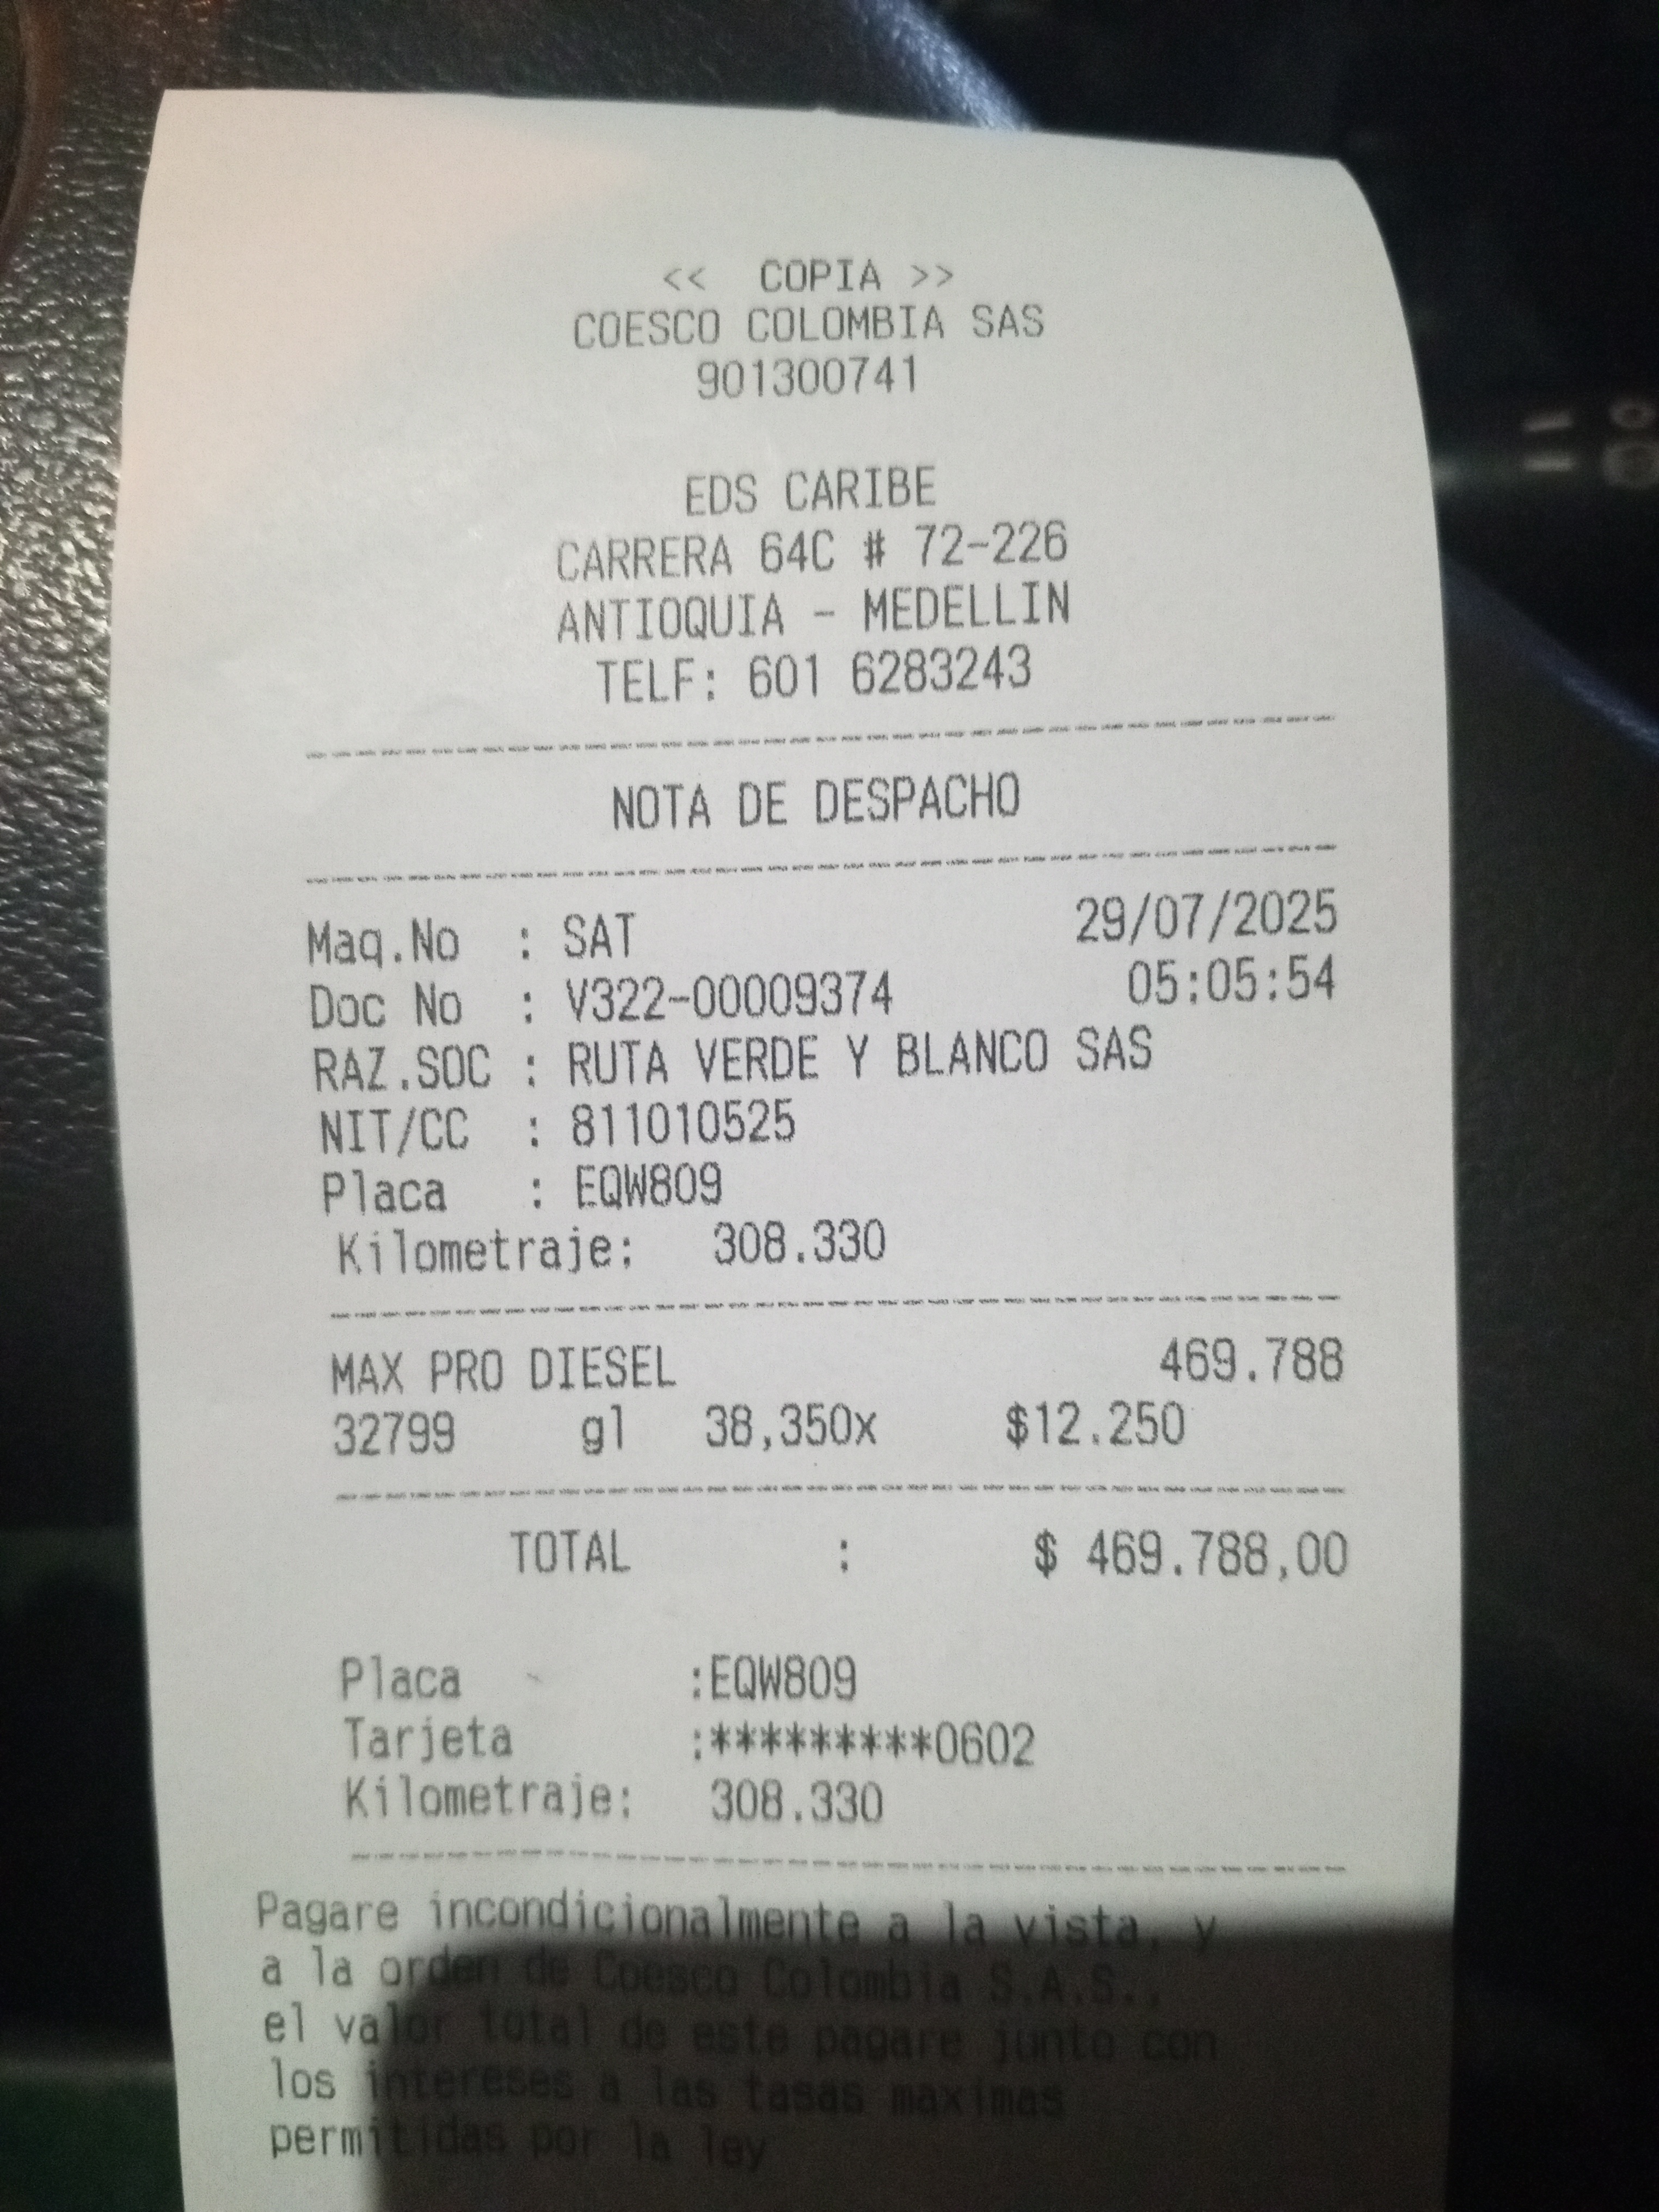 << COPIA >>
COESCO COLOMBIA SAS
901300741
EDS CARIBE
CARRERA 64C # 72-226
ANTIOQUIA - MEDELLIN
TELF: 601 6283243
NOTA DE DESPACHO
Maq.No : SAT 29/07/2025
Doc No : V322-00009374 05:05:54
RAZ.SOC : RUTA VERDE Y BLANCO SAS
NIT/CC : 811010525
Placa : EQW809
Kilometraje: 308.330
MAX PRO DIESEL 469.788
32799 gl 38,350x $12.250
TOTAL : $ 469.788,00
Placa :EQW809
Tarjeta :*********0602
Kilometraje: 308.330
Pagare incondicionalmente a la vista, y
a la orden de Coesco Colombia S.A.S.,
el valor total de este pagare junto con
los intereses a las tasas maximas
permitidas por la ley